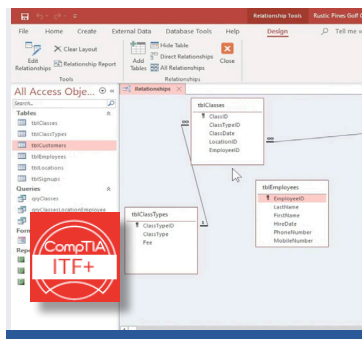 Relationship Tools
Rustic Pines Golf
File
Home
Create
External Data
Database Tools
Help
Design
Tell me
Edit
Relationships
Clear Layout
Relationship Report
Tools
Add
Tables
Hide Table
Direct Relationships
All Relationships
Close
Relationships
All Access Obje...
Search...
Tables
tblClasses
tblClassTypes
tblCustomers
tblEmployees
tblLocations
tblSignups
Queries
qryClasses
qryClassesLocationEmployee
Form
Repo
Relationships
tblClasses
ClassID
ClassTypeID
ClassDate
LocationID
EmployeeID
tblClassTypes
ClassTypeID
ClassType
Fee
tblEmployees
EmployeeID
LastName
FirstName
HireDate
PhoneNumber
MobileNumber
CompTIA
ITF+